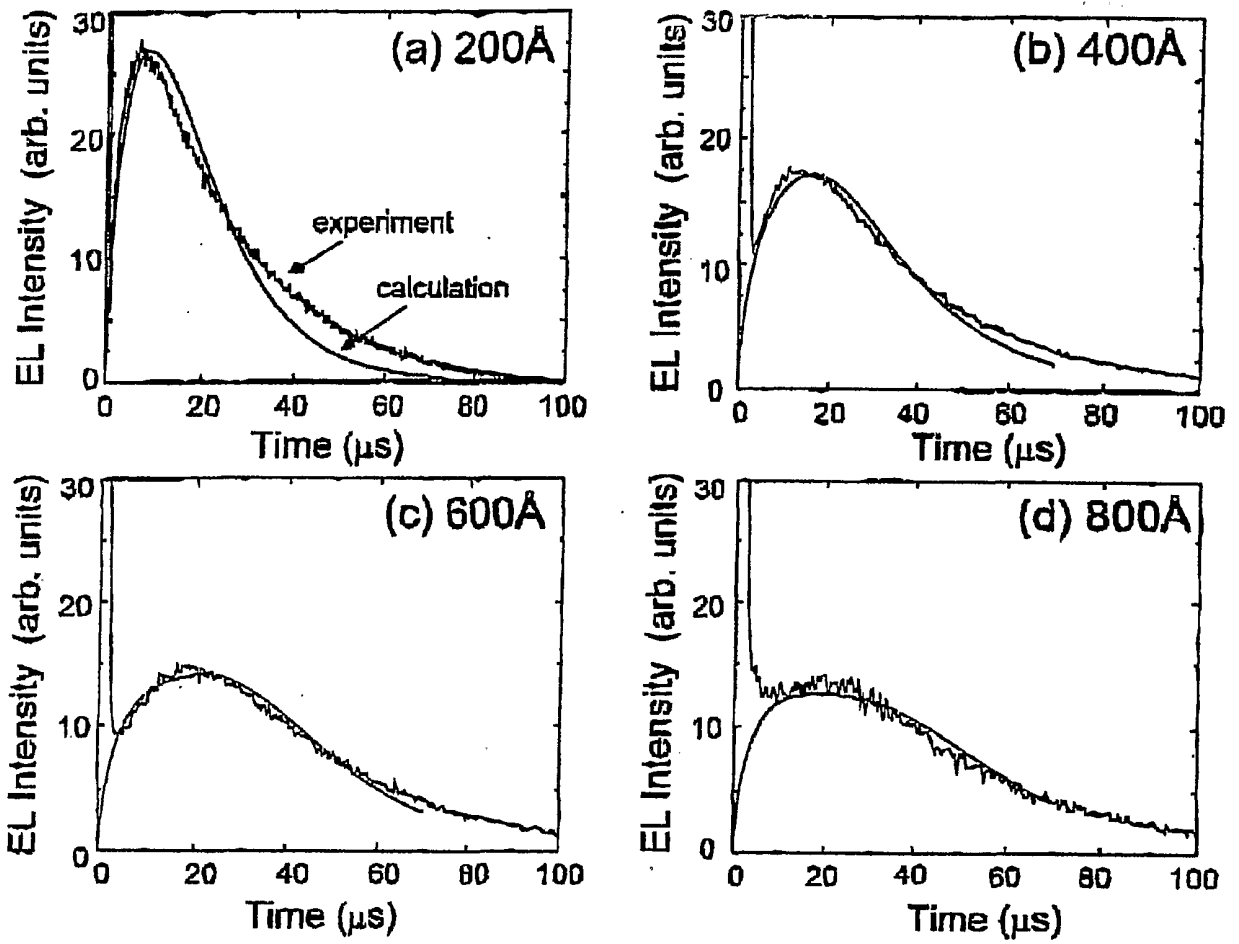 (a) 200Å
EL Intensity (arb. units)
30
20
10
0
experiment
calculation
0 20 40 60 80 100
Time (μs)
(b) 400Å
EL Intensity (arb. units)
30
20
10
0
0 20 40 60 80 100
Time (μs)
(c) 600Å
EL Intensity (arb. units)
30
20
10
0
0 20 40 60 80 100
Time (μs)
(d) 800Å
EL Intensity (arb. units)
30
20
10
0
0 20 40 60 80 100
Time (μs)